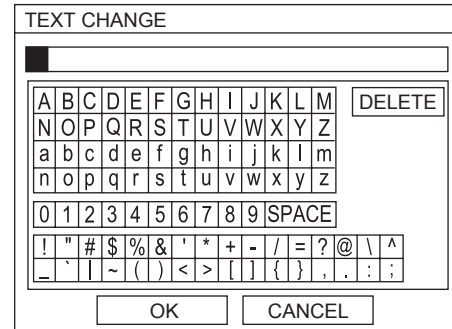 TEXT CHANGE
A B C D E F G H I J K L M DELETE
N O P Q R S T U V W X Y Z
a b c d e f g h i j k l m
n o p q r s t u v w x y z
0 1 2 3 4 5 6 7 8 9 SPACE
! " # $ % & ' * + - / = ? @ \ ^
_ ` | ~ ( ) < > [ ] { } , . : ;
OK CANCEL